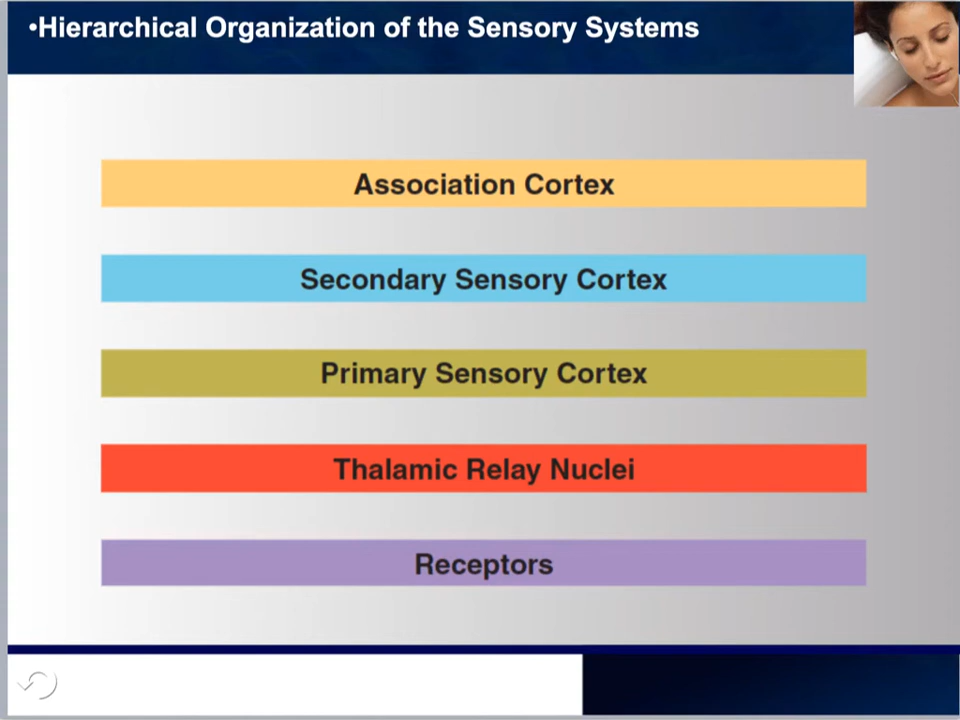 •Hierarchical Organization of the Sensory Systems
Association Cortex
Secondary Sensory Cortex
Primary Sensory Cortex
Thalamic Relay Nuclei
Receptors